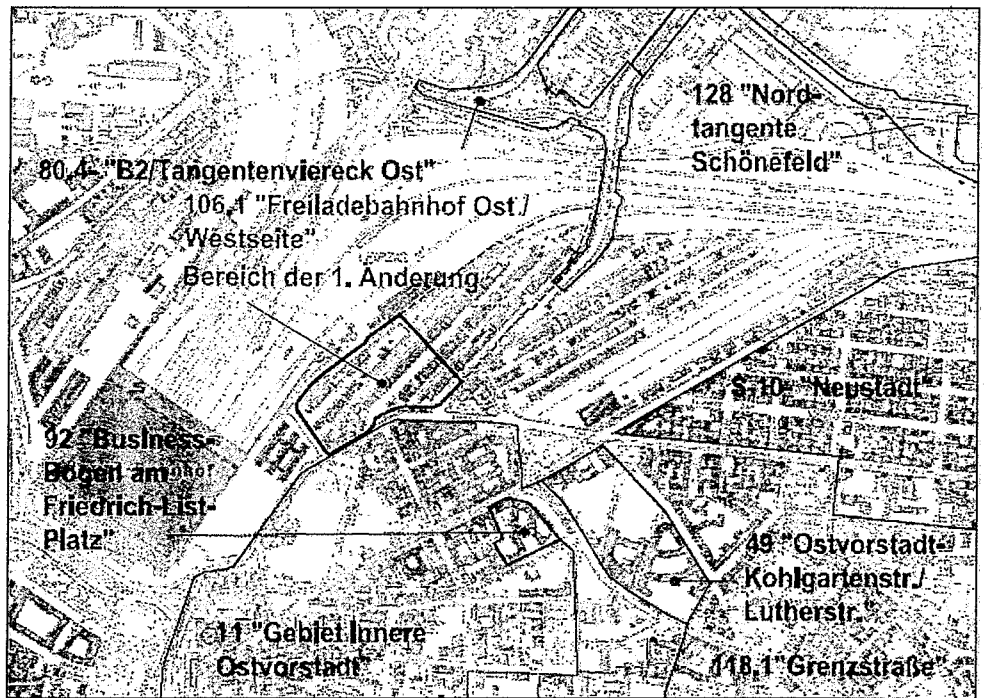 128 "Nord-
tangente
Schönefeld"
80.4 "B2/Tangentenviereck Ost"
106.1 "Freiladebahnhof Ost./
Westseite"
Bereich der 1. Änderung
S-10 "Neustadt"
92 "Business-
Bogen am
Friedrich-List-
Platz"
49 "Ostvorstadt-
Kohlgartenstr./
Lutherstr."
11 "Gebiet Innere
Ostvorstadt"
118.1 "Grenzstraße"